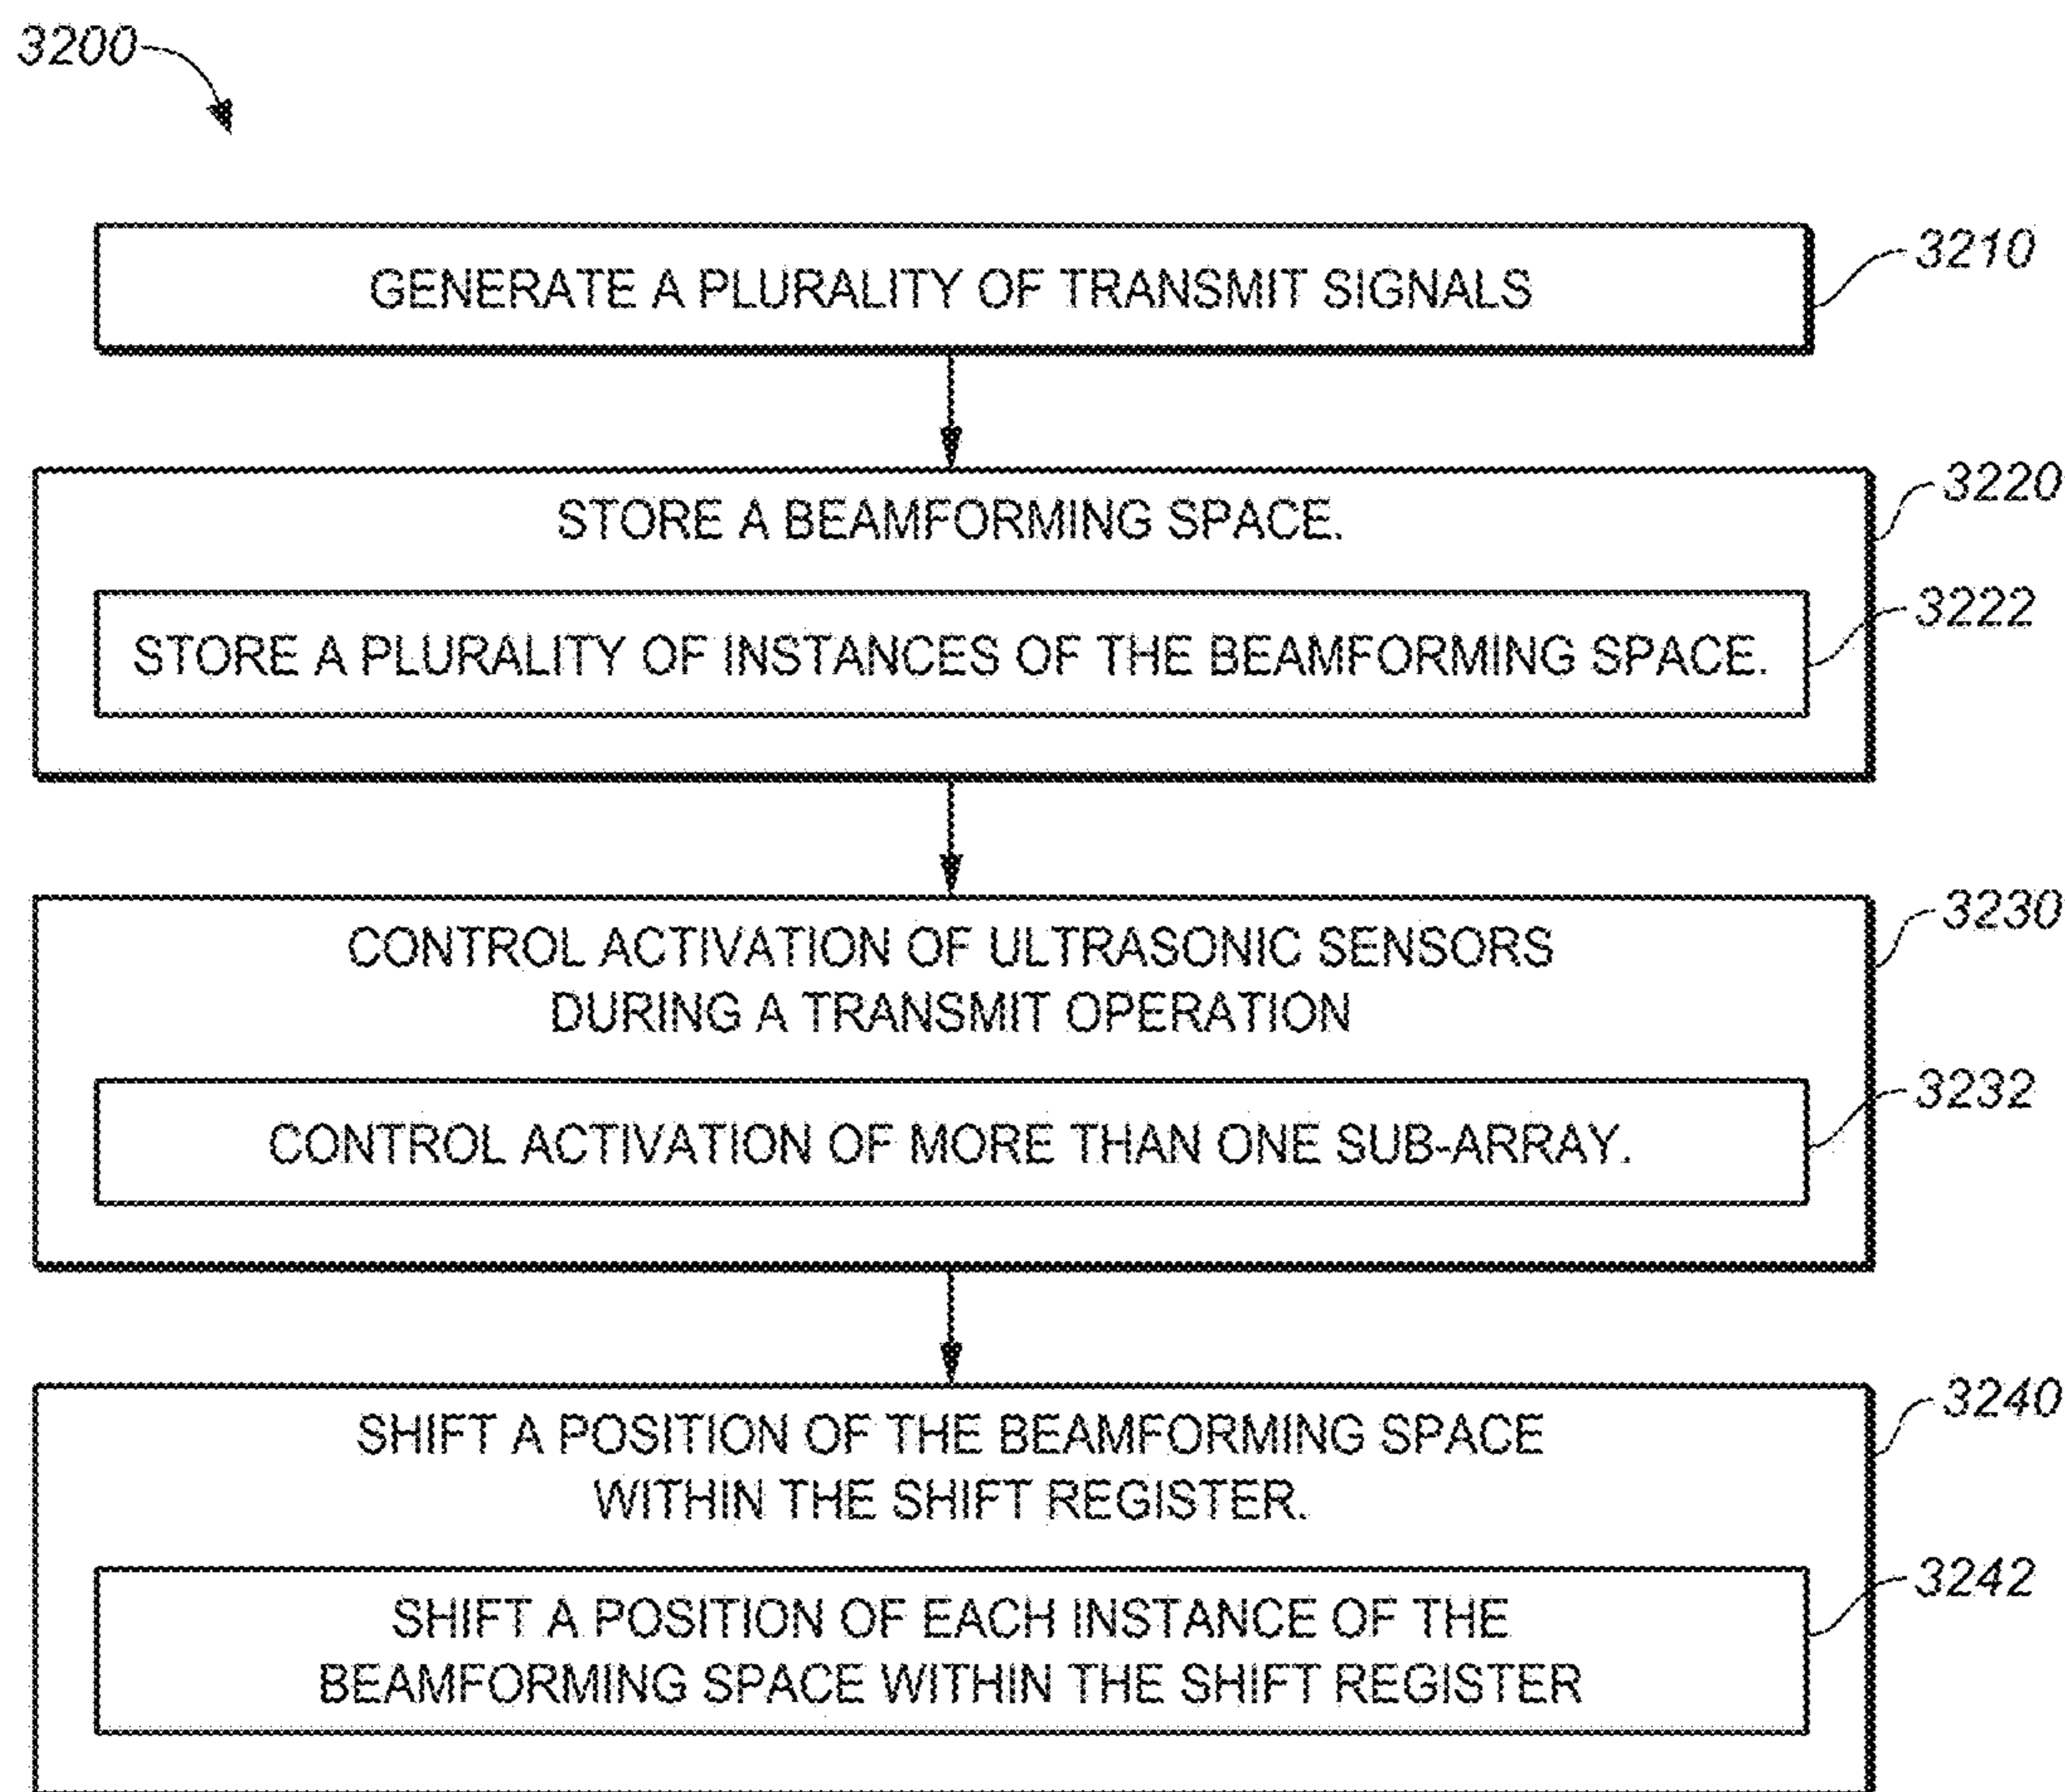 3200
GENERATE A PLURALITY OF TRANSMIT SIGNALS
3210
STORE A BEAMFORMING SPACE.
3220
STORE A PLURALITY OF INSTANCES OF THE BEAMFORMING SPACE.
3222
CONTROL ACTIVATION OF ULTRASONIC SENSORS
DURING A TRANSMIT OPERATION
3230
CONTROL ACTIVATION OF MORE THAN ONE SUB-ARRAY.
3232
SHIFT A POSITION OF THE BEAMFORMING SPACE
WITHIN THE SHIFT REGISTER.
3240
SHIFT A POSITION OF EACH INSTANCE OF THE
BEAMFORMING SPACE WITHIN THE SHIFT REGISTER
3242